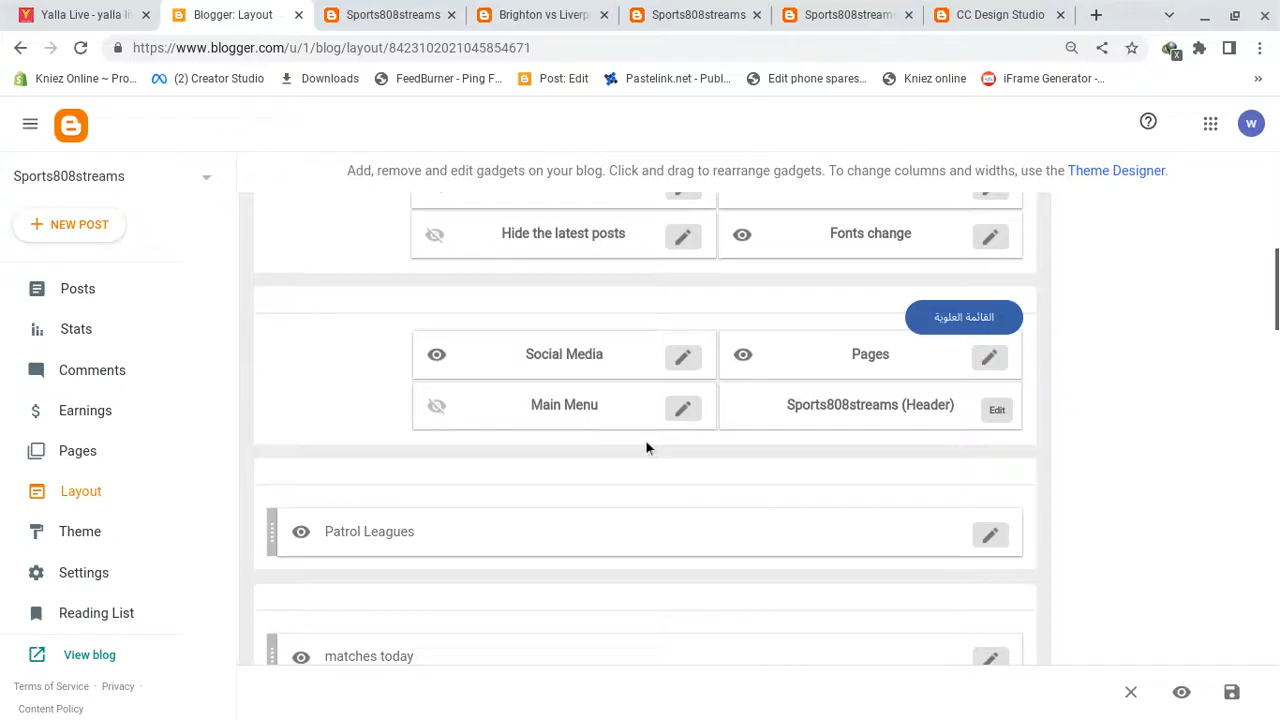 Yalla Live - yalla li
Blogger: Layout
Sports808streams
Brighton vs Liverp
Sports808streams
Sports808stream
CC Design Studio
https://www.blogger.com/u/1/blog/layout/8423102021045854671
Kniez Online ~ Pro...
(2) Creator Studio
Downloads
FeedBurner - Ping F...
Post: Edit
Pastelink.net - Publ...
Edit phone spares...
Kniez online
iFrame Generator -...
»
X
W
Sports808streams
Add, remove and edit gadgets on your blog. Click and drag to rearrange gadgets. To change columns and widths, use the Theme Designer.
+ NEW POST
Hide the latest posts
Fonts change
Posts
القائمة العلوية
Stats
Social Media
Pages
Comments
Main Menu
Sports808streams (Header)
Edit
Earnings
Pages
Layout
Patrol Leagues
Theme
Settings
Reading List
matches today
View blog
Terms of Service · Privacy ·
Content Policy